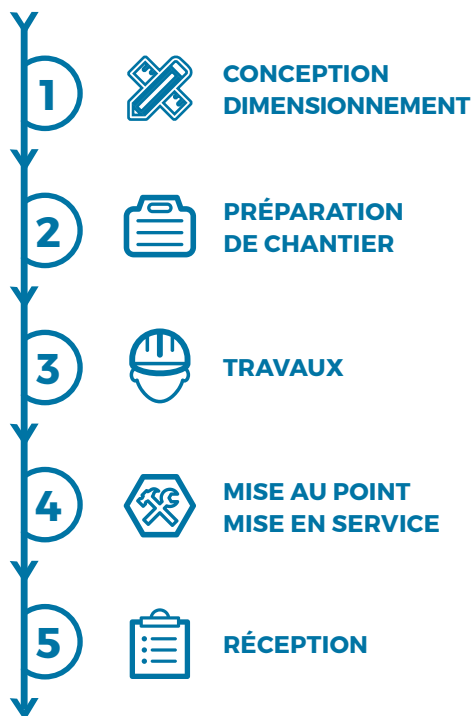 1
CONCEPTION
DIMENSIONNEMENT
2
PRÉPARATION
DE CHANTIER
3
TRAVAUX
4
MISE AU POINT
MISE EN SERVICE
5
RÉCEPTION